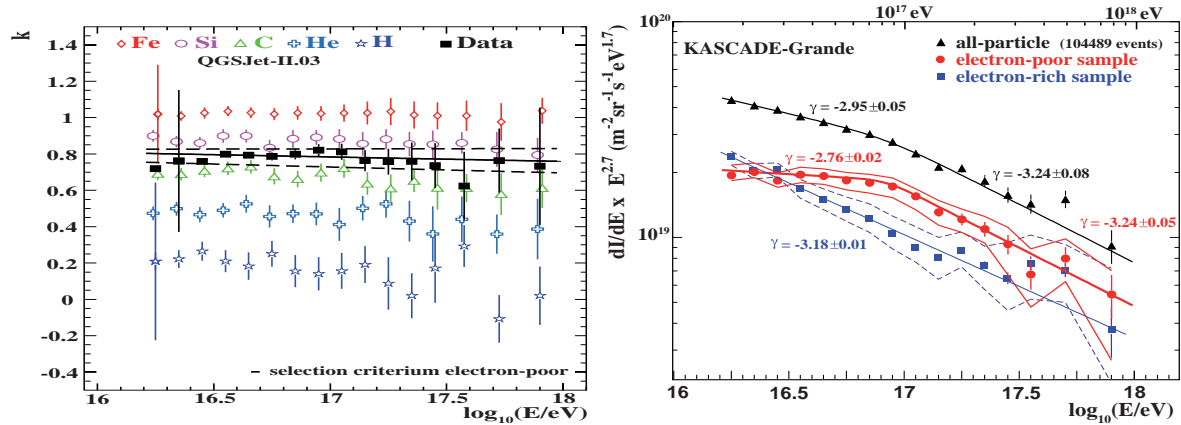 k
1.4
1.2
1
0.8
0.6
0.4
0.2
0
-0.2
-0.4
Fe Si C He H Data
QGSJet-II.03
– selection criterium electron-poor
16 16.5 17 17.5 18
log10(E/eV)
10^17 10^18
10^20
10^19
dI/dE x E^2.7 (m^-2 sr^-1 s^-1 eV^1.7)
KASCADE-Grande
all-particle (104489 events)
electron-poor sample
electron-rich sample
γ = -2.95±0.05
γ = -2.76±0.02
γ = -3.24±0.08
γ = -3.24±0.05
γ = -3.18±0.01
16 16.5 17 17.5 18
log10(E/eV)